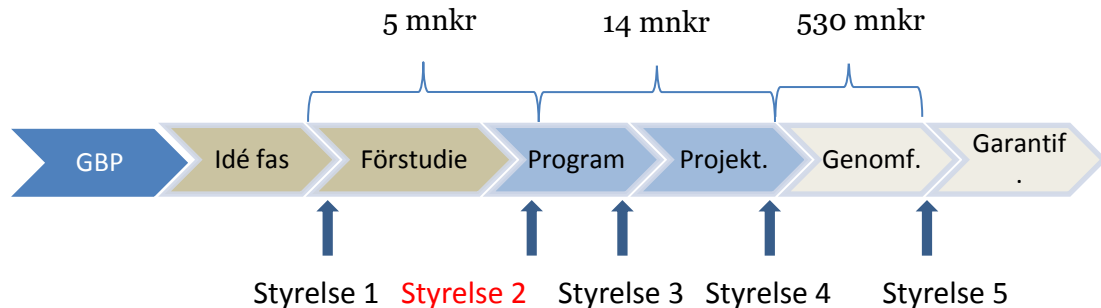 5 mnkr 14 mnkr 530 mnkr
GBP Idé fas Förstudie Program Projekt. Genomf. Garantif
.
Styrelse 1 Styrelse 2 Styrelse 3 Styrelse 4 Styrelse 5